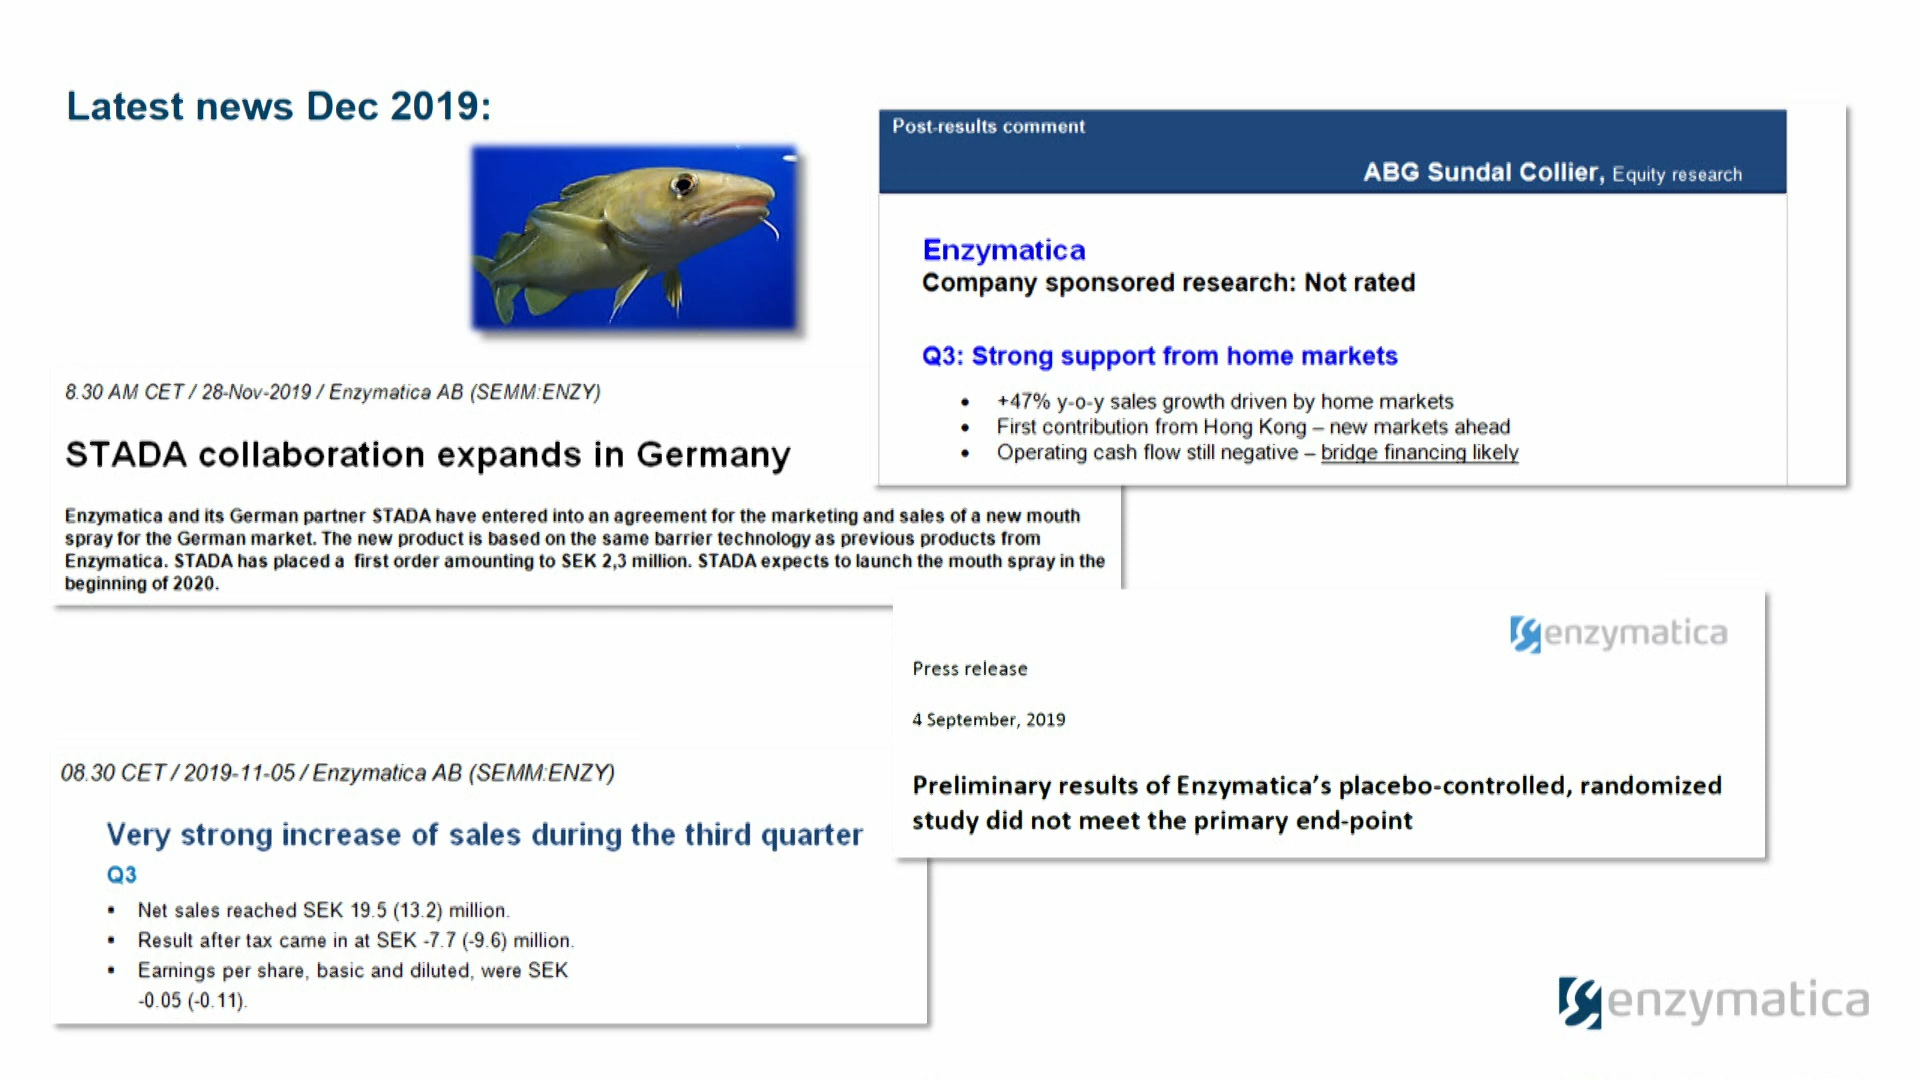 Latest news Dec 2019:
Post-results comment
ABG Sundal Collier, Equity research
Enzymatica
Company sponsored research: Not rated
Q3: Strong support from home markets
• +47% y-o-y sales growth driven by home markets
• First contribution from Hong Kong – new markets ahead
• Operating cash flow still negative – bridge financing likely
8.30 AM CET / 28-Nov-2019 / Enzymatica AB (SEMM:ENZY)
STADA collaboration expands in Germany
Enzymatica and its German partner STADA have entered into an agreement for the marketing and sales of a new mouth
spray for the German market. The new product is based on the same barrier technology as previous products from
Enzymatica. STADA has placed a first order amounting to SEK 2,3 million. STADA expects to launch the mouth spray in the
beginning of 2020.
enzymatica
Press release
4 September, 2019
Preliminary results of Enzymatica’s placebo-controlled, randomized
study did not meet the primary end-point
08.30 CET / 2019-11-05 / Enzymatica AB (SEMM:ENZY)
Very strong increase of sales during the third quarter
Q3
▪ Net sales reached SEK 19.5 (13.2) million.
▪ Result after tax came in at SEK -7.7 (-9.6) million.
▪ Earnings per share, basic and diluted, were SEK
-0.05 (-0.11).
enzymatica